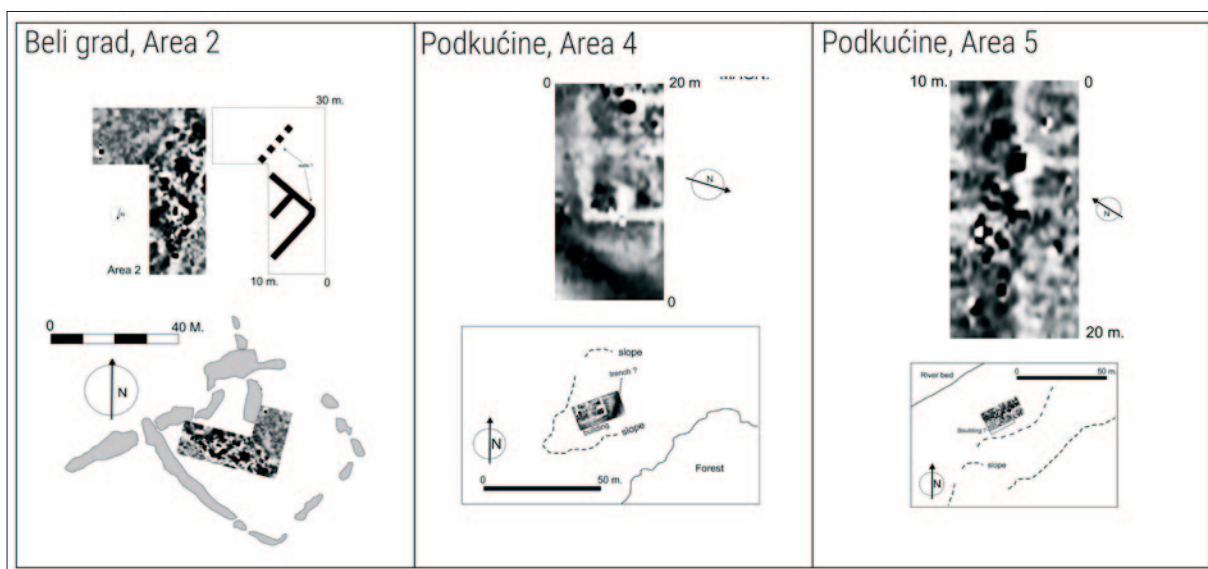 Beli grad, Area 2
30 m.
Area 2
10 m.
0
0
40 M.
N
Podkućine, Area 4
0
20 m
N
0
slope
trench ?
building
slope
N
Forest
0
50 m.
Podkućine, Area 5
10 m.
0
N
20 m.
River bed
0
50 m.
slope
N